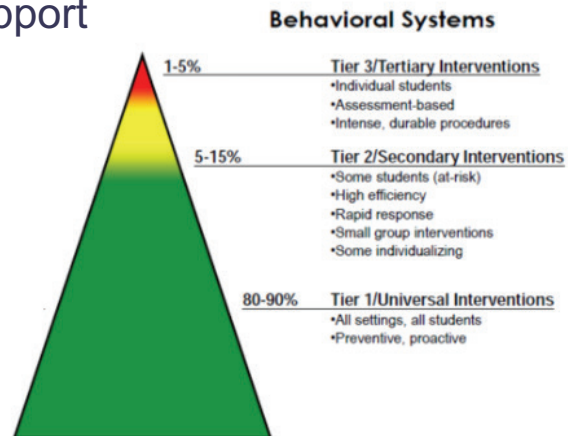 Behavioral Systems
1-5% Tier 3/Tertiary Interventions
•Individual students
•Assessment-based
•Intense, durable procedures
5-15% Tier 2/Secondary Interventions
•Some students (at-risk)
•High efficiency
•Rapid response
•Small group interventions
•Some individualizing
80-90% Tier 1/Universal Interventions
•All settings, all students
•Preventive, proactive